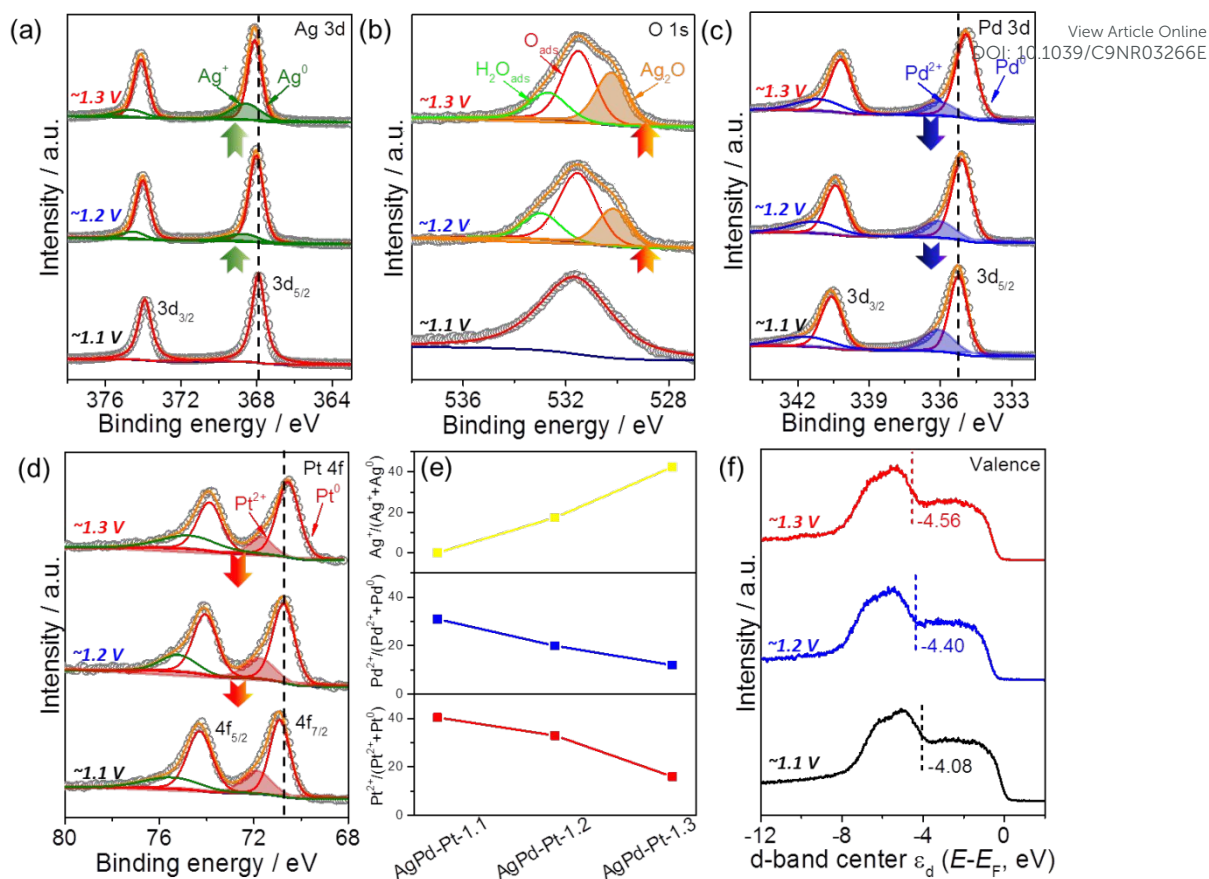 View Article Online
DOI: 10.1039/C9NR03266E
(a)
Ag 3d
Ag⁺
Ag⁰
~1.3 V
~1.2 V
~1.1 V
3d₃/₂
3d₅/₂
Intensity / a.u.
376 372 368 364
Binding energy / eV
(b)
O 1s
H₂Oₐdₛ
Oₐdₛ
Ag₂O
~1.3 V
~1.2 V
~1.1 V
Intensity / a.u.
536 532 528
Binding energy / eV
(c)
Pd 3d
Pd²⁺
Pd⁰
~1.3 V
~1.2 V
~1.1 V
3d₃/₂
3d₅/₂
Intensity / a.u.
342 339 336 333
Binding energy / eV
(d)
Pt 4f
Pt²⁺
Pt⁰
~1.3 V
~1.2 V
~1.1 V
4f₅/₂
4f₇/₂
Intensity / a.u.
80 76 72 68
Binding energy / eV
(e)
Ag⁺/(Ag⁺+Ag⁰)
40
20
0
Pd²⁺/(Pd²⁺+Pd⁰)
40
20
0
Pt²⁺/(Pt²⁺+Pt⁰)
40
20
0
AgPd-Pt-1.1
AgPd-Pt-1.2
AgPd-Pt-1.3
(f)
Valence
~1.3 V
-4.56
~1.2 V
-4.40
~1.1 V
-4.08
Intensity / a.u.
-12 -8 -4 0
d-band center εd (E-EF, eV)